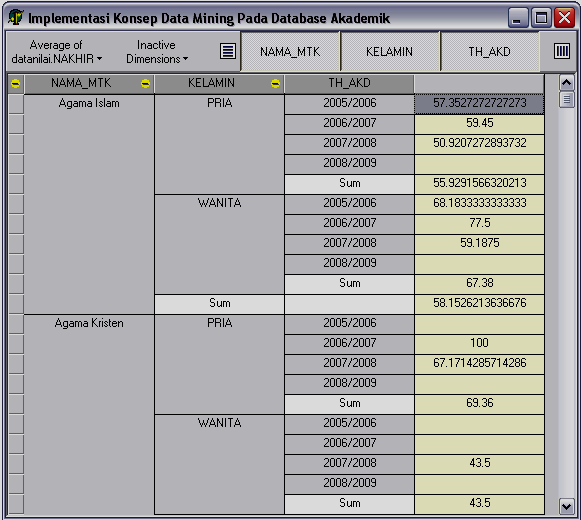 Implementasi Konsep Data Mining Pada Database Akademik
Average of datanilai.NAKHIR
Inactive Dimensions
NAMA_MTK KELAMIN TH_AKD
NAMA_MTK KELAMIN TH_AKD
Agama Islam PRIA 2005/2006 57.3527272727273
2006/2007 59.45
2007/2008 50.9207272893732
2008/2009
Sum 55.9291566320213
WANITA 2005/2006 68.1833333333333
2006/2007 77.5
2007/2008 59.1875
2008/2009
Sum 67.38
Sum 58.1526213636676
Agama Kristen PRIA 2005/2006
2006/2007 100
2007/2008 67.1714285714286
2008/2009
Sum 69.36
WANITA 2005/2006
2006/2007
2007/2008 43.5
2008/2009
Sum 43.5